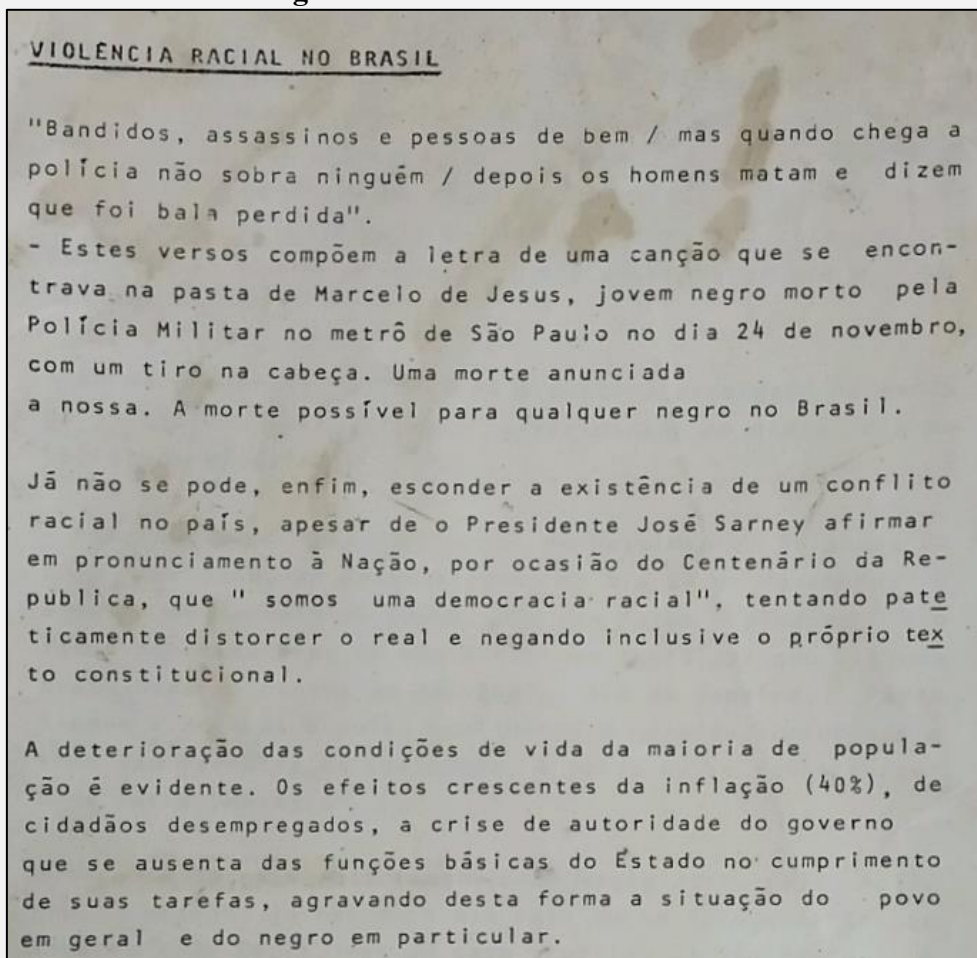 VIOLÊNCIA RACIAL NO BRASIL
"Bandidos, assassinos e pessoas de bem / mas quando chega a
polícia não sobra ninguém / depois os homens matam e dizem
que foi bala perdida".
- Estes versos compõem a letra de uma canção que se encon-
trava na pasta de Marcelo de Jesus, jovem negro morto pela
Polícia Militar no metrô de São Paulo no dia 24 de novembro,
com um tiro na cabeça. Uma morte anunciada
a nossa. A morte possível para qualquer negro no Brasil.
Já não se pode, enfim, esconder a existência de um conflito
racial no país, apesar de o Presidente José Sarney afirmar
em pronunciamento à Nação, por ocasião do Centenário da Re-
publica, que " somos uma democracia racial", tentando pate
ticamente distorcer o real e negando inclusive o próprio tex
to constitucional.
A deterioração das condições de vida da maioria de popula-
ção é evidente. Os efeitos crescentes da inflação (40%), de
cidadãos desempregados, a crise de autoridade do governo
que se ausenta das funções básicas do Estado no cumprimento
de suas tarefas, agravando desta forma a situação do povo
em geral e do negro em particular.